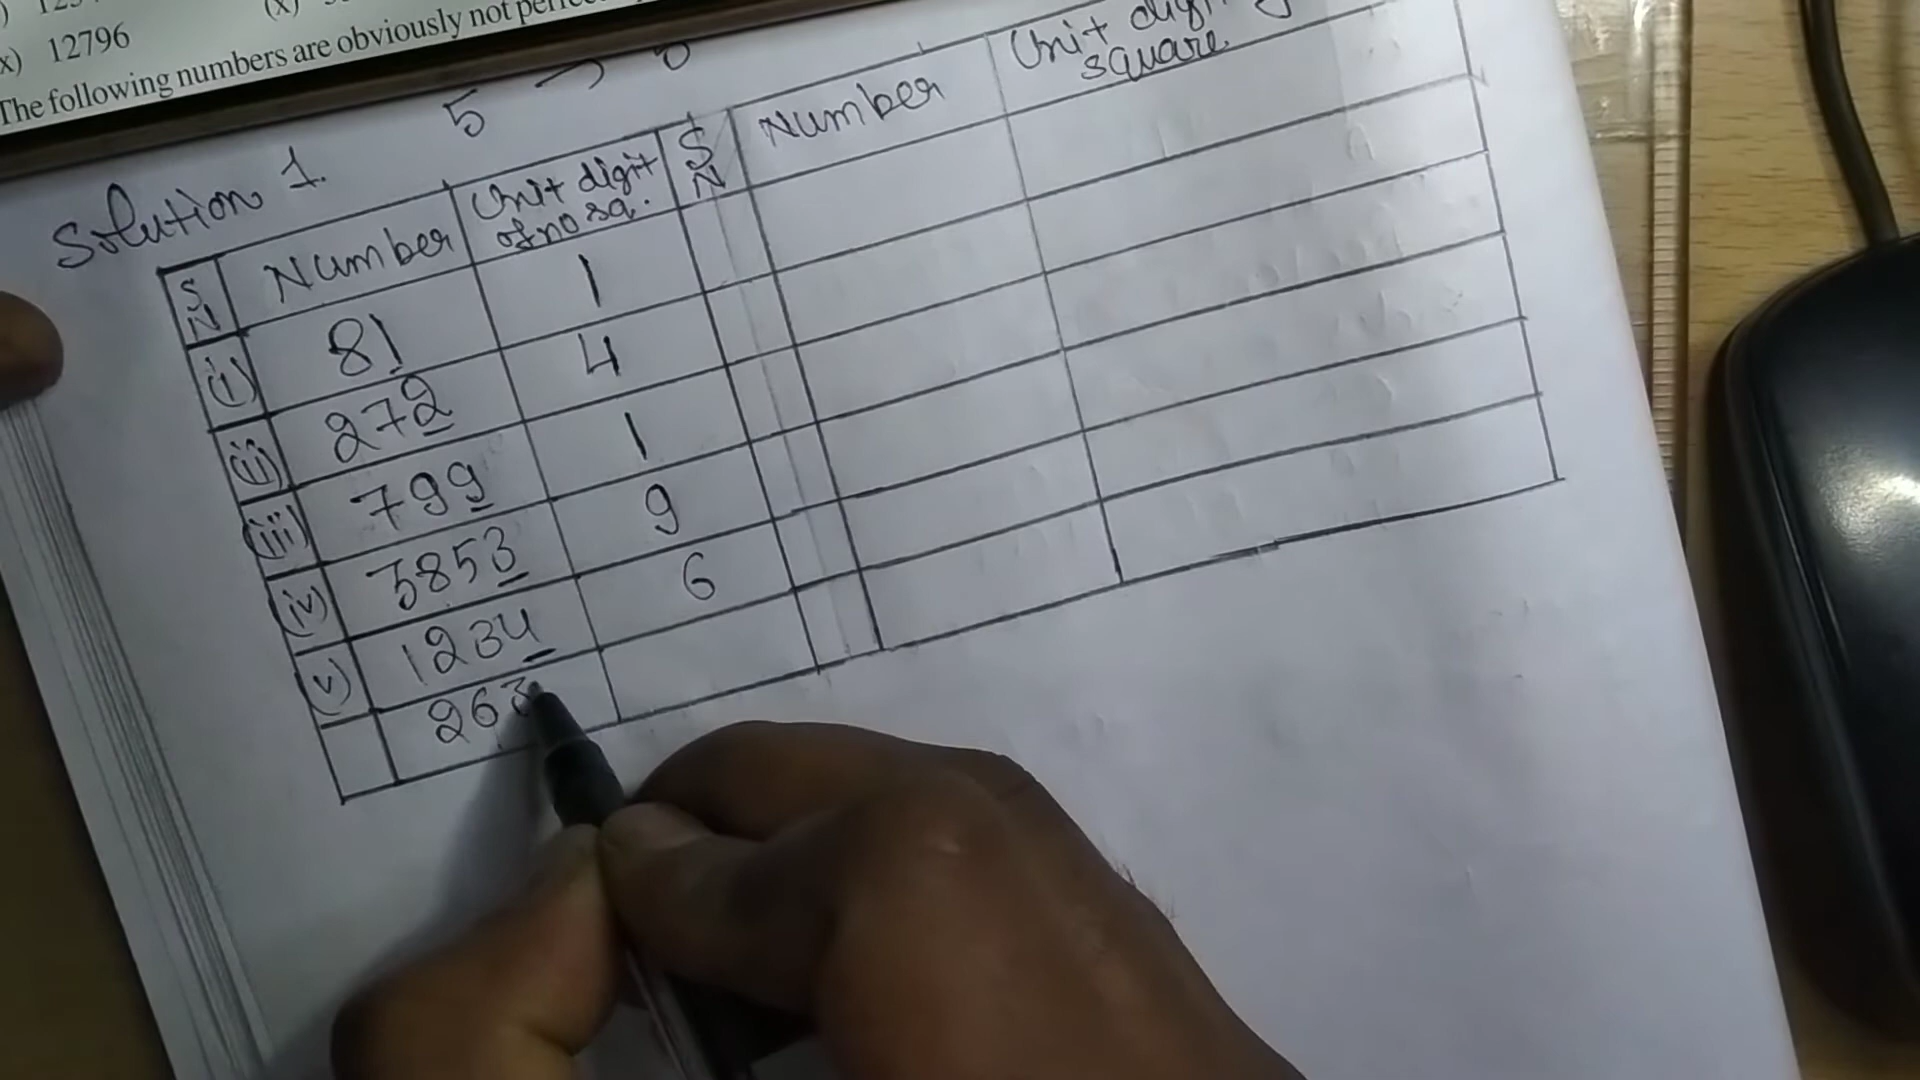 x) 12796
The following numbers are obviously not
5 →
Solution 1.
S N Number Unit digit of no sq. S N Number Unit digit square
(i) 81 1
(ii) 272 4
(iii) 799 1
(iv) 3853 9
(v) 1234 6
263